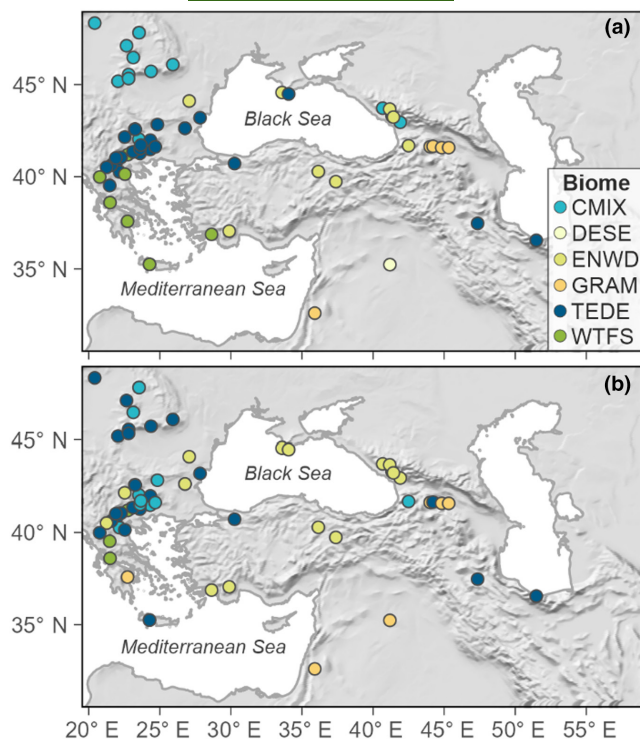 (a)
45° N
Black Sea
40° N
35° N
Mediterranean Sea
Biome
CMIX
DESE
ENWD
GRAM
TEDE
WTFS
(b)
45° N
Black Sea
40° N
35° N
Mediterranean Sea
20° E 25° E 30° E 35° E 40° E 45° E 50° E 55° E